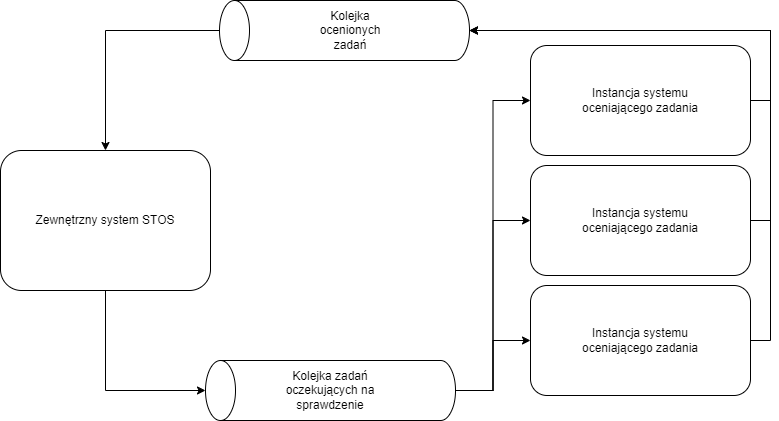 Kolejka
ocenionych
zadań
Instancja systemu
oceniającego zadania
Zewnętrzny system STOS
Instancja systemu
oceniającego zadania
Instancja systemu
oceniającego zadania
Kolejka zadań
oczekujących na
sprawdzenie